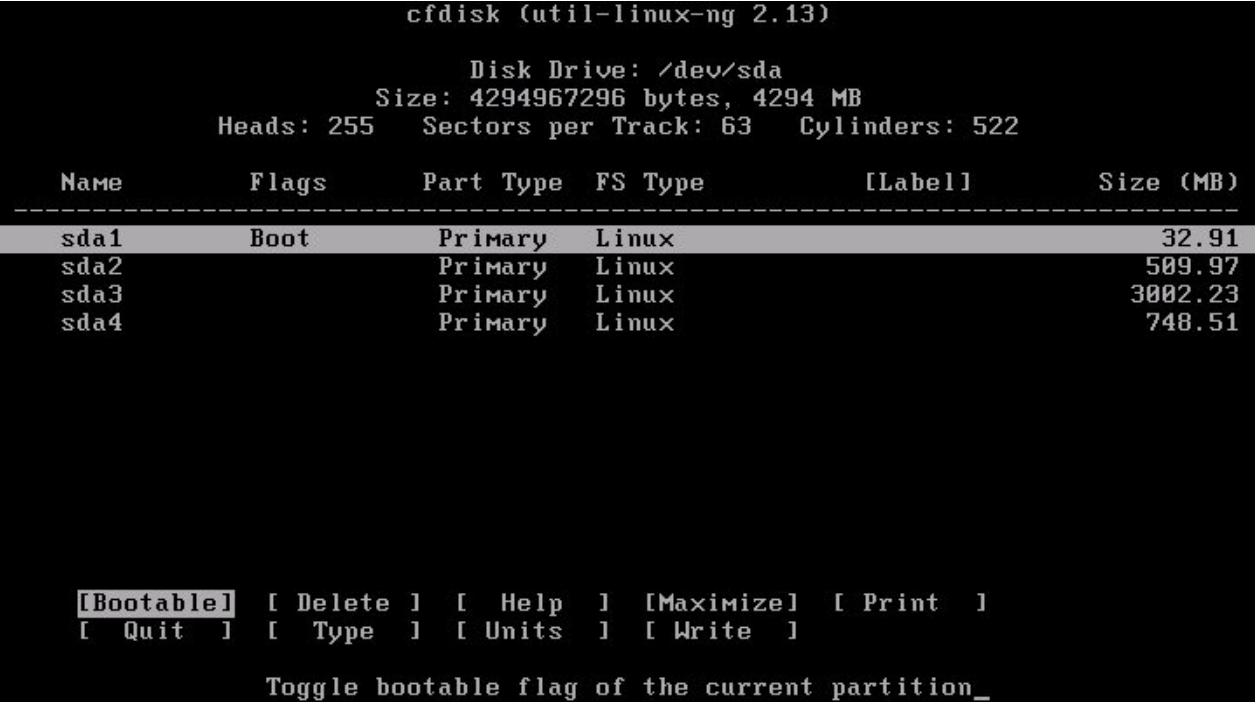 cfdisk (util-linux-ng 2.13)
Disk Drive: /dev/sda
Size: 4294967296 bytes, 4294 MB
Heads: 255   Sectors per Track: 63   Cylinders: 522
Name        Flags      Part Type  FS Type          [Label]        Size (MB)
------------------------------------------------------------------------------
sda1        Boot        Primary   Linux                               32.91
sda2                    Primary   Linux                              509.97
sda3                    Primary   Linux                             3002.23
sda4                    Primary   Linux                              748.51
[Bootable]  [ Delete ]  [  Help  ]  [Maximize]  [ Print  ]
[  Quit  ]  [  Type  ]  [ Units  ]  [ Write  ]
Toggle bootable flag of the current partition_